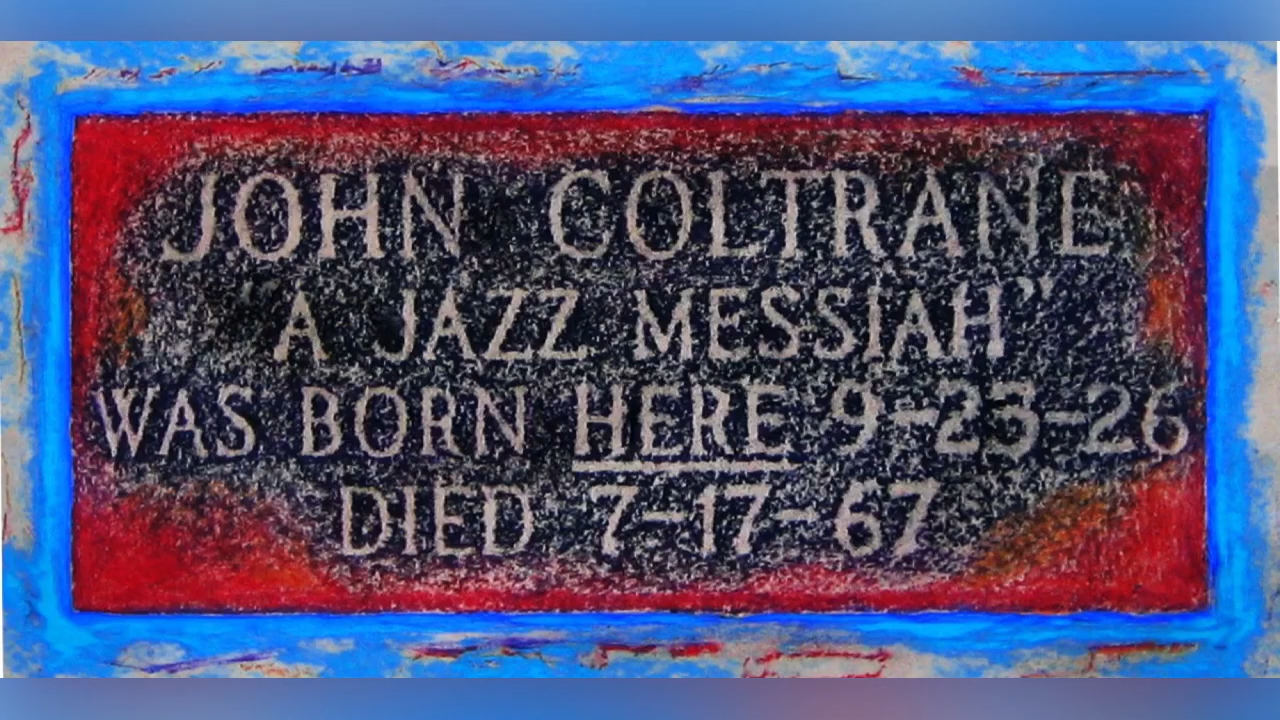 JOHN COLTRANE
"A JAZZ MESSIAH"
WAS BORN HERE 9-23-26
DIED 7-17-67